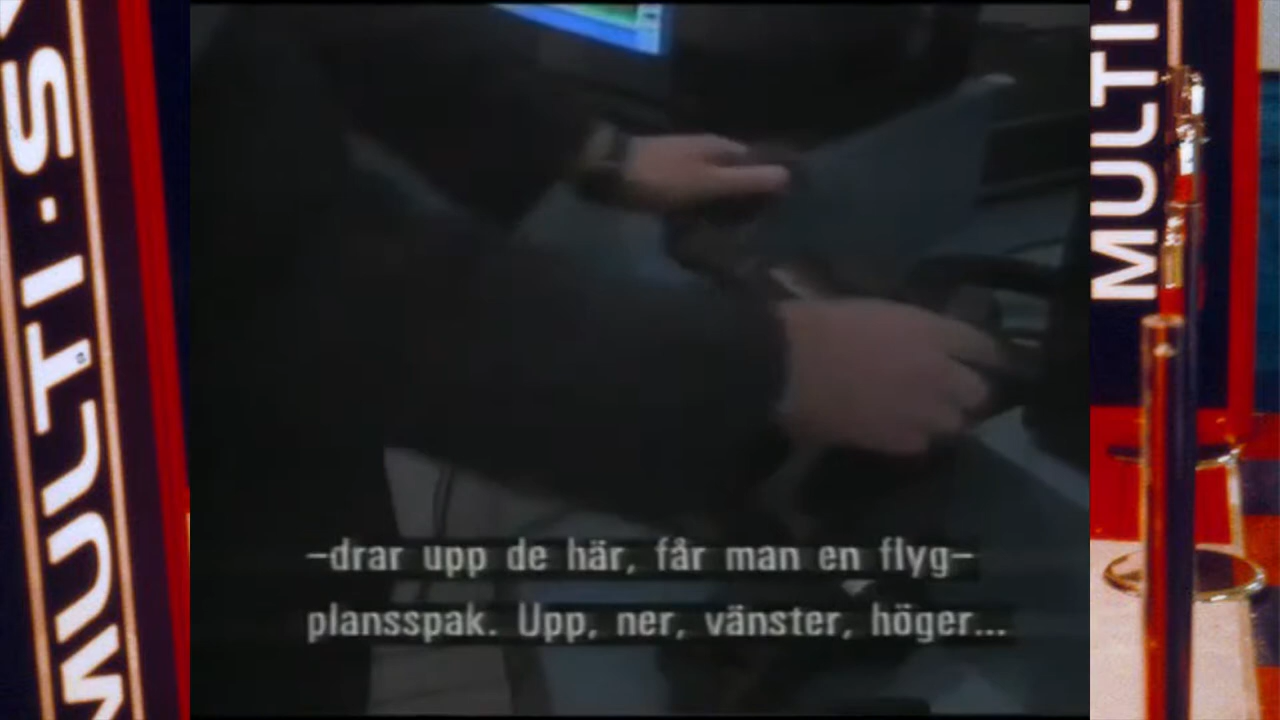 MULTI·S
–drar upp de här, får man en flyg–
plansspak. Upp, ner, vänster, höger...
MULTI·